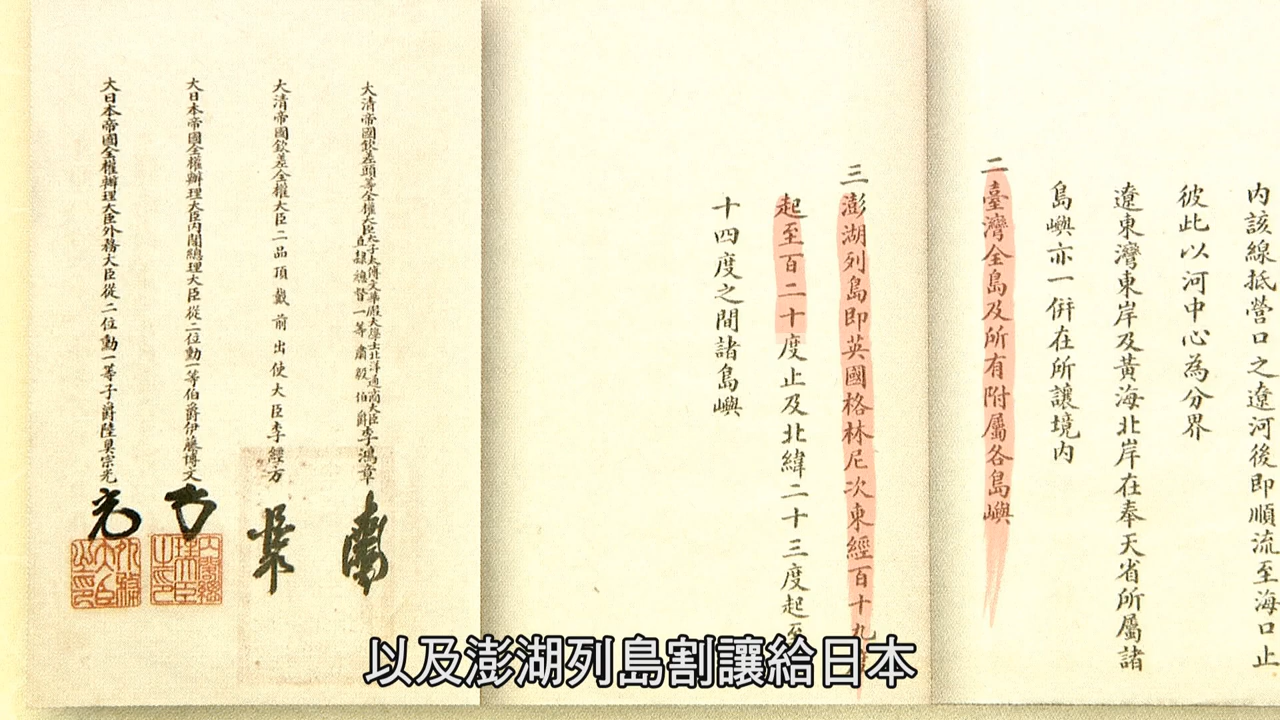 內該線抵營口之遼河後即順流至海口止
彼此以河中心為分界
遼東灣東岸及黃海北岸在奉天省所屬諸
島嶼亦一併在所讓境內
二臺灣全島及所有附屬各島嶼
三澎湖列島即英國格林尼次東經百十九
起至百二十度止及北緯二十三度起至
十四度之間諸島嶼
大清帝國欽差頭等全權大臣太子太傅文華殿大學士北洋通商大臣直隸總督一等肅毅伯爵李鴻章
大清帝國欽差全權大臣二品頂戴前出使大臣李經方
大日本帝國全權辦理大臣內閣總理大臣從二位勳一等伯爵伊藤博文
大日本帝國全權辦理大臣外務大臣從二位勳一等子爵陸奧宗光
以及澎湖列島割讓給日本